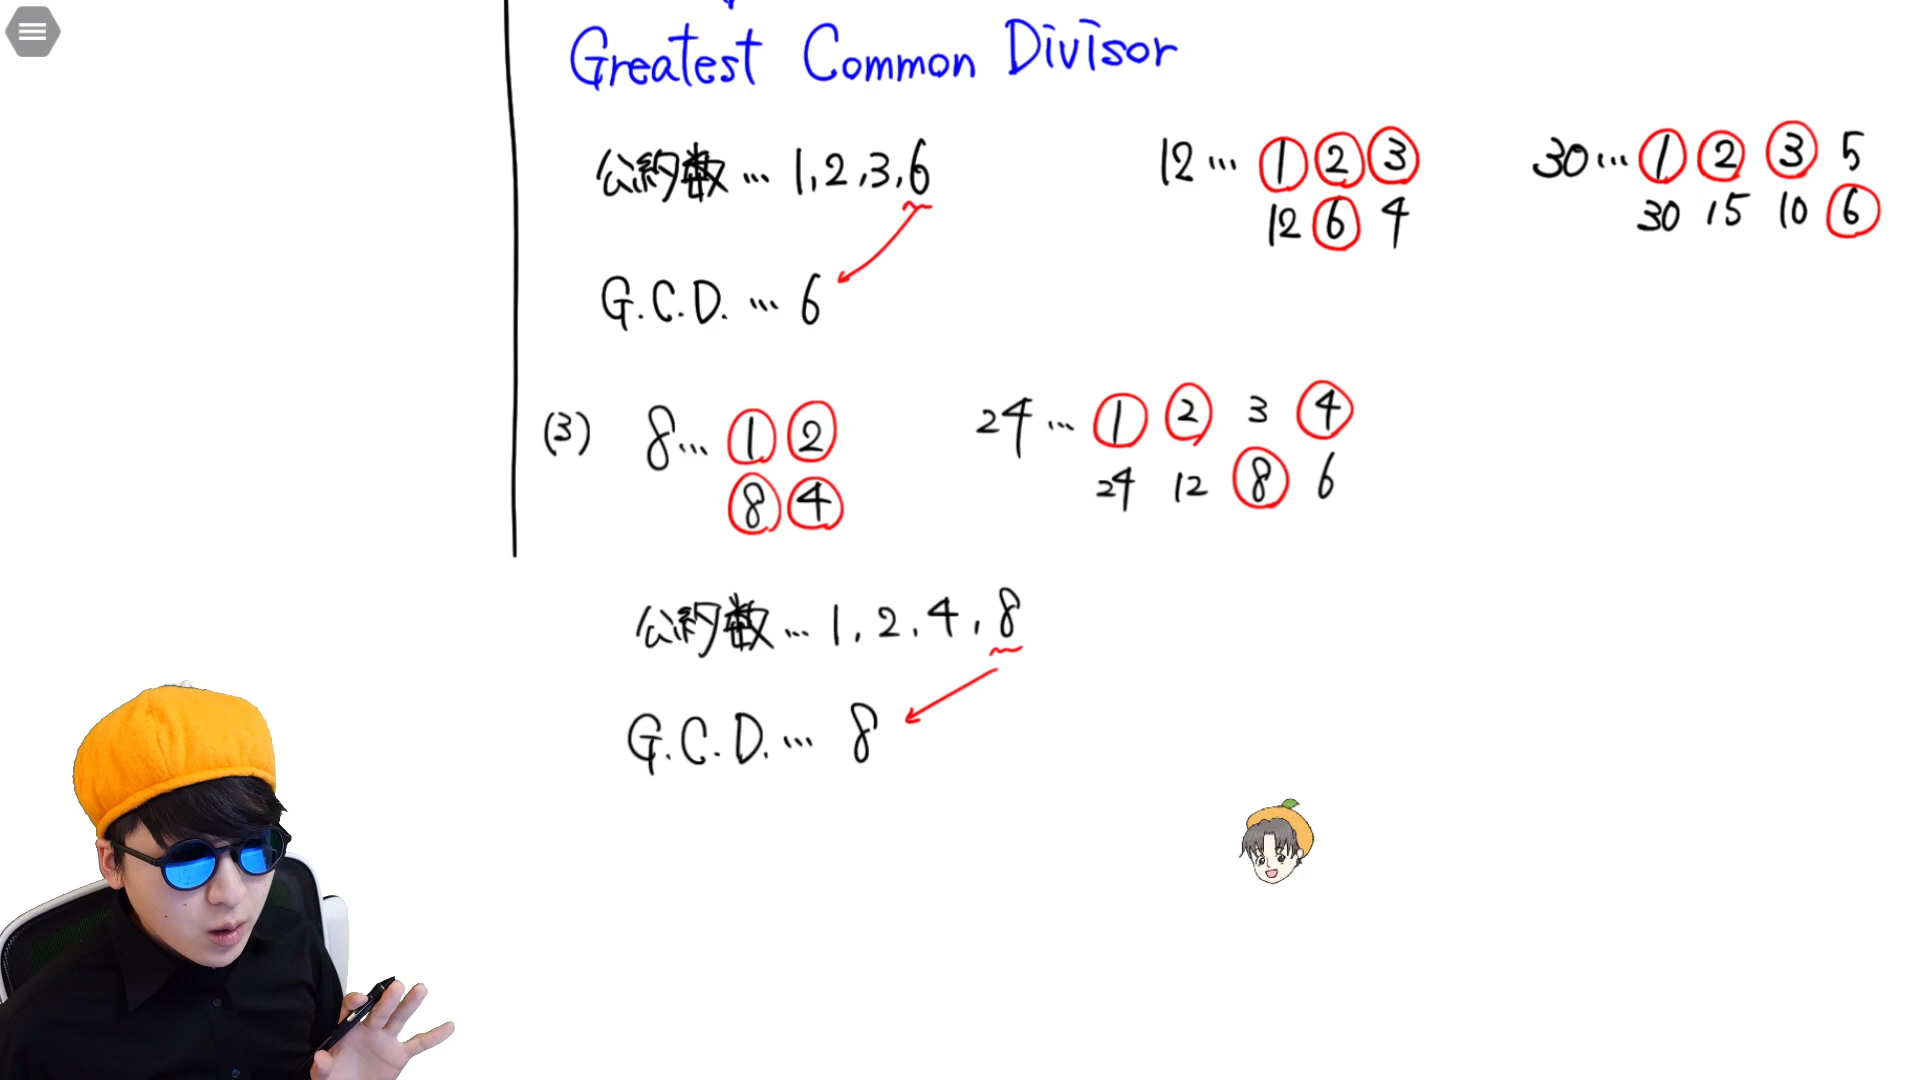 Greatest Common Divisor
公約数… 1, 2, 3, 6
12… 1 2 3
12 6 4
30… 1 2 3 5
30 15 10 6
G.C.D. … 6
(3) 8… 1 2
8 4
24… 1 2 3 4
24 12 8 6
公約数… 1, 2, 4, 8
G.C.D. … 8